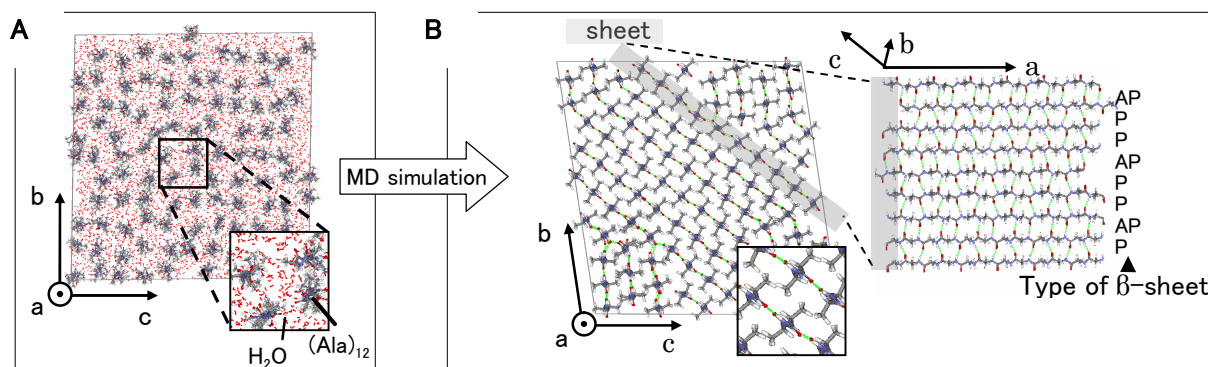 A
b
a
c
H₂O
(Ala)₁₂
MD simulation
B
sheet
b
a
c
c
b
a
AP
P
P
AP
P
P
AP
P
Type of β-sheet